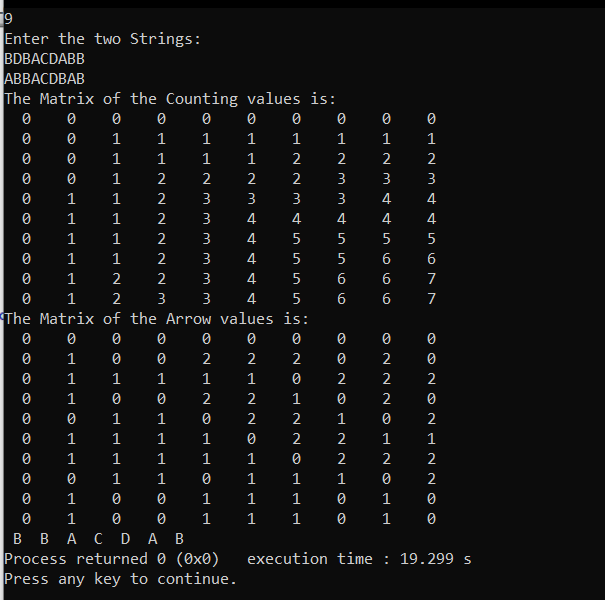 9
Enter the two Strings:
BDBACDABB
ABBACDBAB
The Matrix of the Counting values is:
0 0 0 0 0 0 0 0 0 0
0 0 1 1 1 1 1 1 1 1
0 0 1 1 1 1 2 2 2 2
0 0 1 2 2 2 2 3 3 3
0 1 1 2 3 3 3 3 4 4
0 1 1 2 3 4 4 4 4 4
0 1 1 2 3 4 5 5 5 5
0 1 1 2 3 4 5 5 6 6
0 1 2 2 3 4 5 6 6 7
0 1 2 3 3 4 5 6 6 7
The Matrix of the Arrow values is:
0 0 0 0 0 0 0 0 0 0
0 1 0 0 2 2 2 0 2 0
0 1 1 1 1 1 0 2 2 2
0 1 0 0 2 2 1 0 2 0
0 0 1 1 0 2 2 1 0 2
0 1 1 1 1 0 2 2 1 1
0 1 1 1 1 1 0 2 2 2
0 0 1 1 0 1 1 1 0 2
0 1 0 0 1 1 1 0 1 0
0 1 0 0 1 1 1 0 1 0
B B A C D A B
Process returned 0 (0x0) execution time : 19.299 s
Press any key to continue.